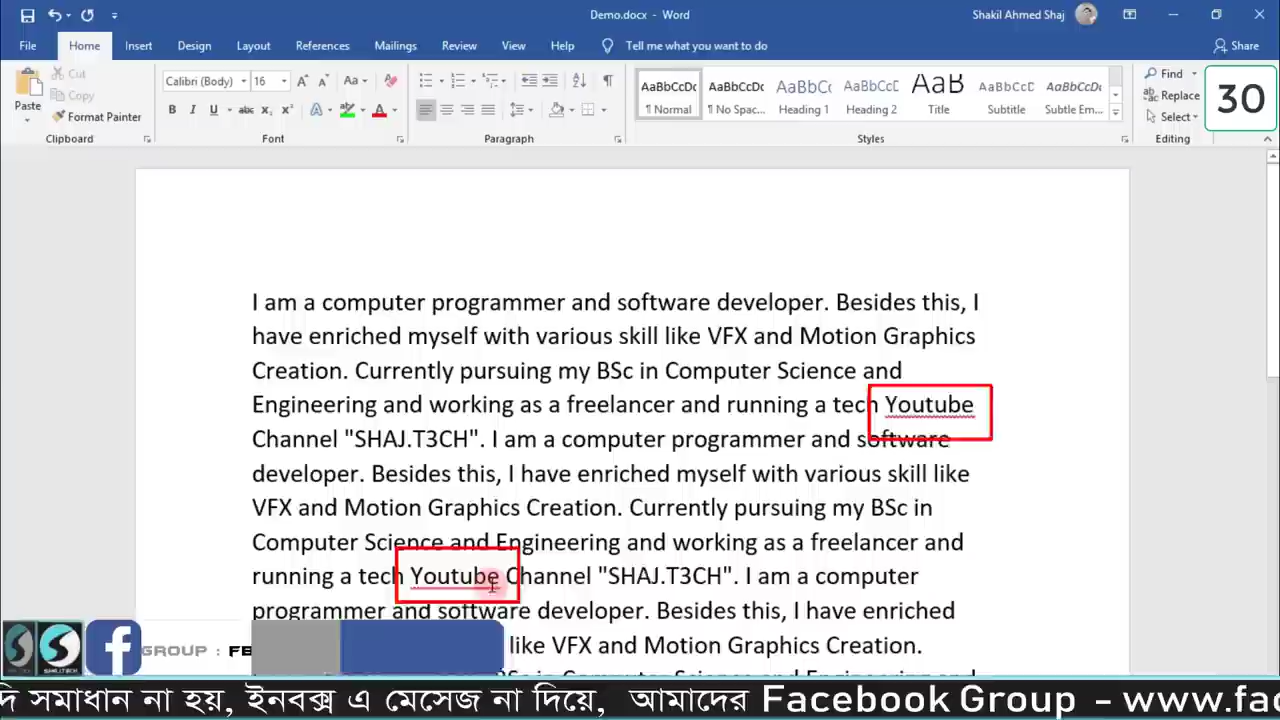 Demo.docx - Word
Shakil Ahmed Shaj
File Home Insert Design Layout References Mailings Review View Help Tell me what you want to do Share
Paste
Cut
Copy
Format Painter
Clipboard
Calibri (Body) 16
Font
Paragraph
AaBbCcDc AaBbCcDc AaBbCc AaBbCcC AaB AaBbCcD AaBbCcDc
¶ Normal ¶ No Spac... Heading 1 Heading 2 Title Subtitle Subtle Em...
Styles
Find
Replace
Select
Editing
30
I am a computer programmer and software developer. Besides this, I
have enriched myself with various skill like VFX and Motion Graphics
Creation. Currently pursuing my BSc in Computer Science and
Engineering and working as a freelancer and running a tech Youtube
Channel "SHAJ.T3CH". I am a computer programmer and software
developer. Besides this, I have enriched myself with various skill like
VFX and Motion Graphics Creation. Currently pursuing my BSc in
Computer Science and Engineering and working as a freelancer and
running a tech Youtube Channel "SHAJ.T3CH". I am a computer
programmer and software developer. Besides this, I have enriched
like VFX and Motion Graphics Creation.
GROUP : FE
দি সমাধান না হয়, ইনবক্স এ মেসেজ না দিয়ে, আমাদের Facebook Group - www.fac